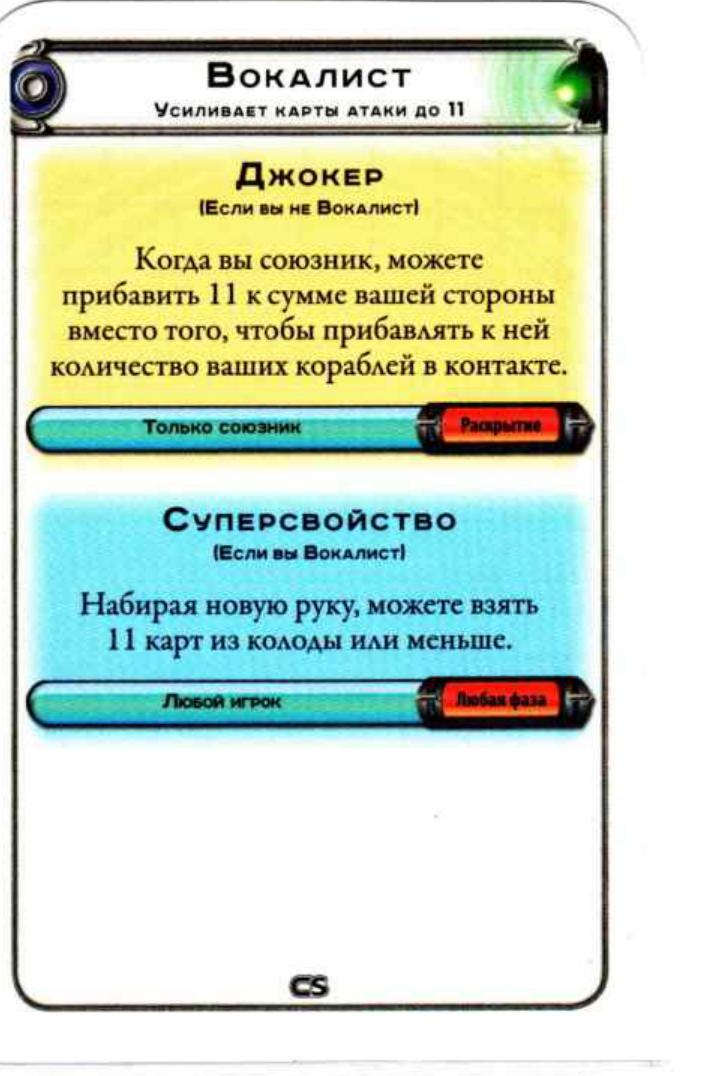 Вокалист
Усиливает карты атаки до 11
Джокер
(Если вы не Вокалист)
Когда вы союзник, можете
прибавить 11 к сумме вашей стороны
вместо того, чтобы прибавлять к ней
количество ваших кораблей в контакте.
Только союзник Раскрытие
Суперсвойство
(Если вы Вокалист)
Набирая новую руку, можете взять
11 карт из колоды или меньше.
Любой игрок Любая фаза
CS